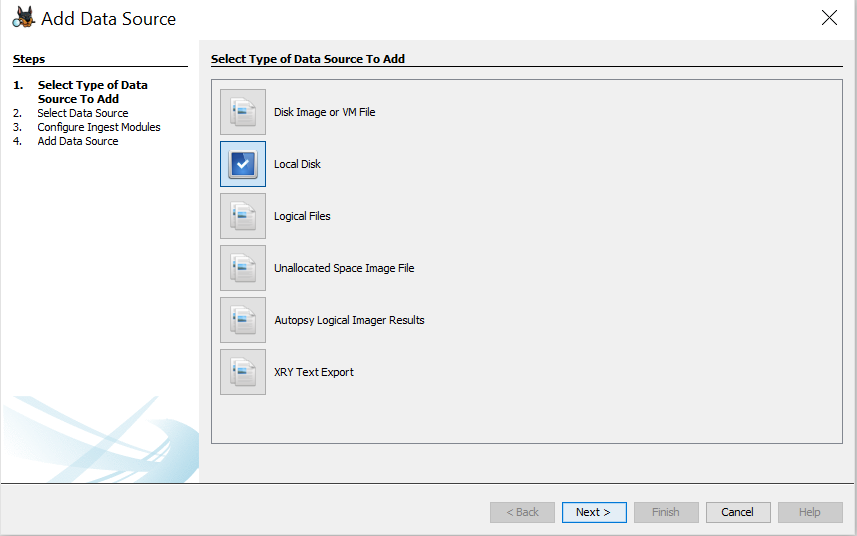 Add Data Source
Steps
1. Select Type of Data
Source To Add
2. Select Data Source
3. Configure Ingest Modules
4. Add Data Source
Select Type of Data Source To Add
Disk Image or VM File
Local Disk
Logical Files
Unallocated Space Image File
Autopsy Logical Imager Results
XRY Text Export
< Back
Next >
Finish
Cancel
Help